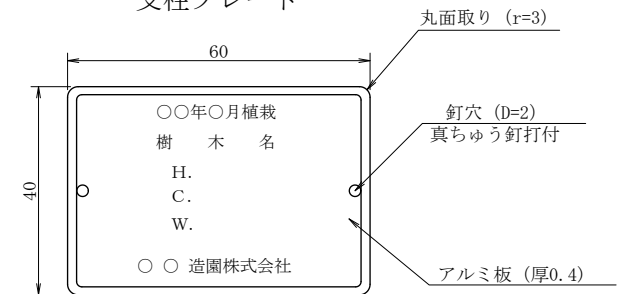 支柱プレート
丸面取り (r=3)
60
○○年○月植栽
釘穴 (D=2)
真ちゅう釘打付
樹 木 名
H.
40
C.
W.
○ ○ 造園株式会社
アルミ板 (厚0.4)